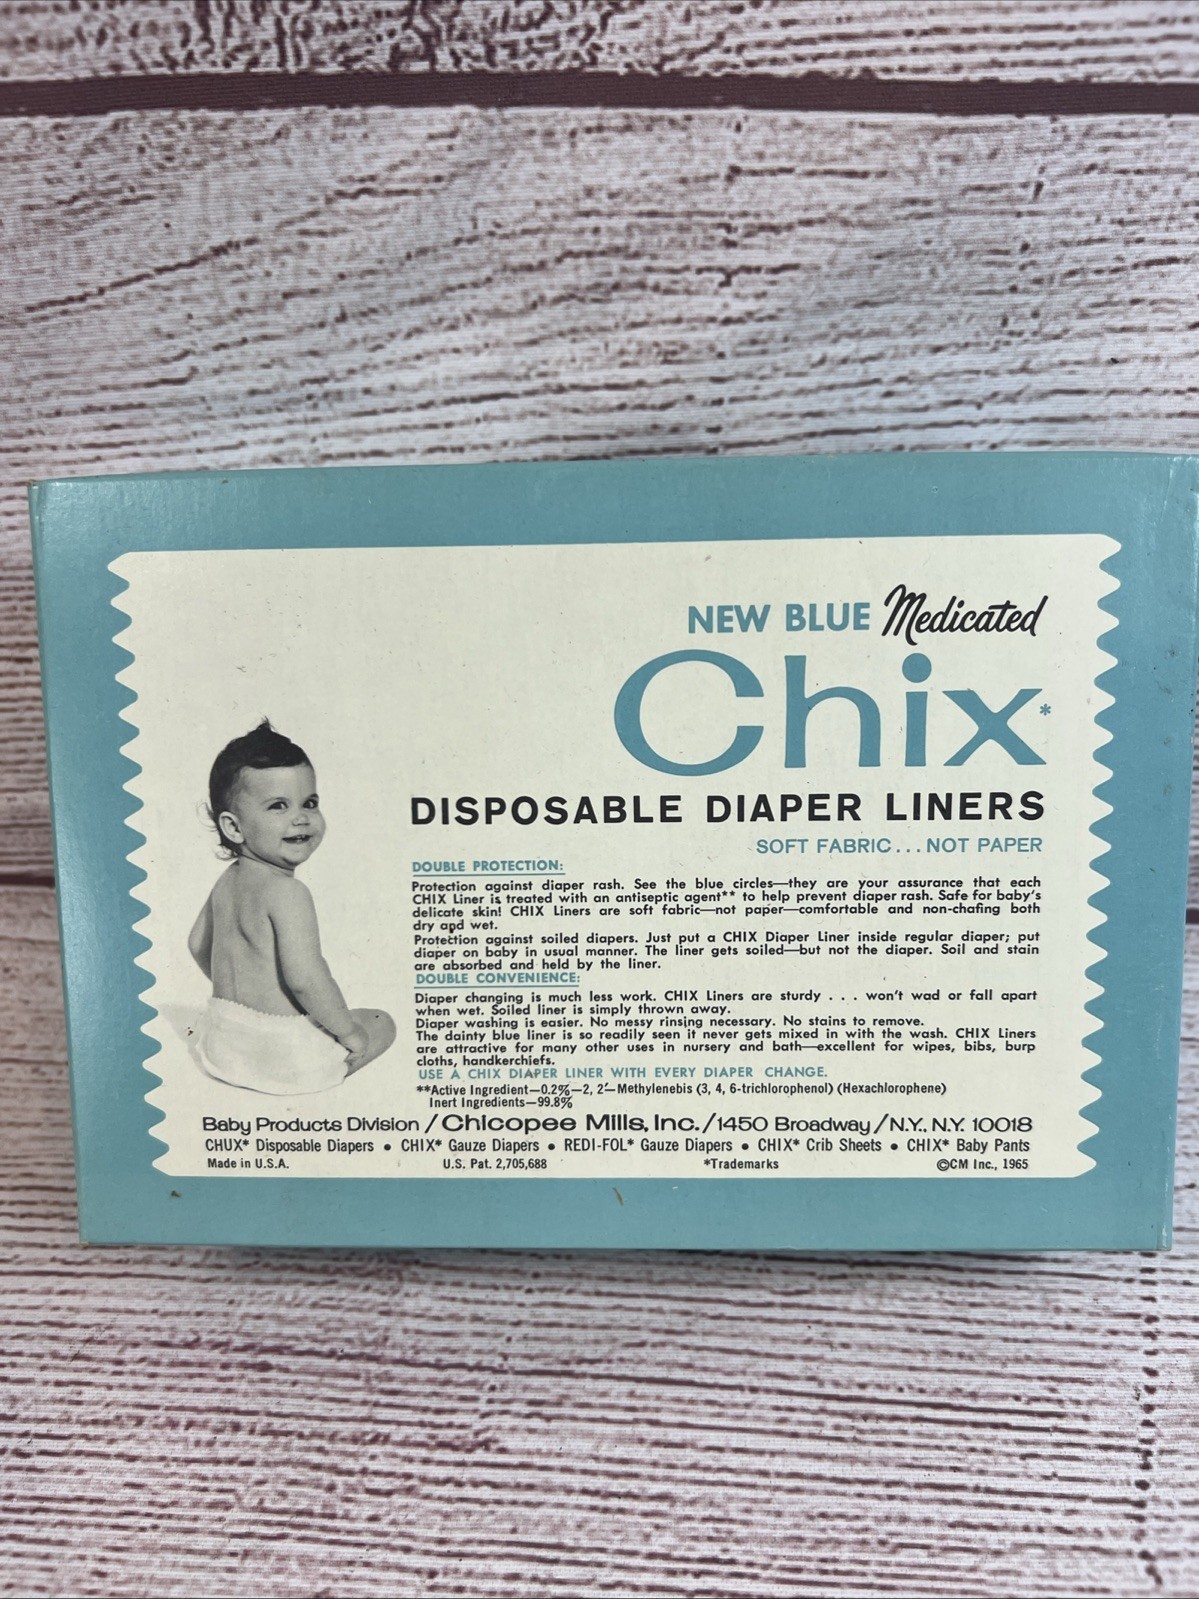 NEW BLUE Medicated
Chix*
DISPOSABLE DIAPER LINERS
SOFT FABRIC...NOT PAPER
DOUBLE PROTECTION:
Protection against diaper rash. See the blue circles—they are your assurance that each
CHIX Liner is treated with an antiseptic agent** to help prevent diaper rash. Safe for baby's
delicate skin! CHIX Liners are soft fabric—not paper—comfortable and non-chafing both
dry and wet.
Protection against soiled diapers. Just put a CHIX Diaper Liner inside regular diaper; put
diaper on baby in usual manner. The liner gets soiled—but not the diaper. Soil and stain
are absorbed and held by the liner.
DOUBLE CONVENIENCE:
Diaper changing is much less work. CHIX Liners are sturdy . . . won't wad or fall apart
when wet. Soiled liner is simply thrown away.
Diaper washing is easier. No messy rinsing necessary. No stains to remove.
The dainty blue liner is so readily seen it never gets mixed in with the wash. CHIX Liners
are attractive for many other uses in nursery and bath—excellent for wipes, bibs, burp
cloths, handkerchiefs.
USE A CHIX DIAPER LINER WITH EVERY DIAPER CHANGE.
**Active Ingredient—0.2%—2, 2'—Methylenebis (3, 4, 6-trichlorophenol) (Hexachlorophene)
Inert Ingredients—99.8%
Baby Products Division / Chicopee Mills, Inc. / 1450 Broadway / N.Y., N.Y. 10018
CHUX* Disposable Diapers • CHIX* Gauze Diapers • REDI-FOL* Gauze Diapers • CHIX* Crib Sheets • CHIX* Baby Pants
Made in U.S.A. U.S. Pat. 2,705,688 *Trademarks ©CM Inc., 1965